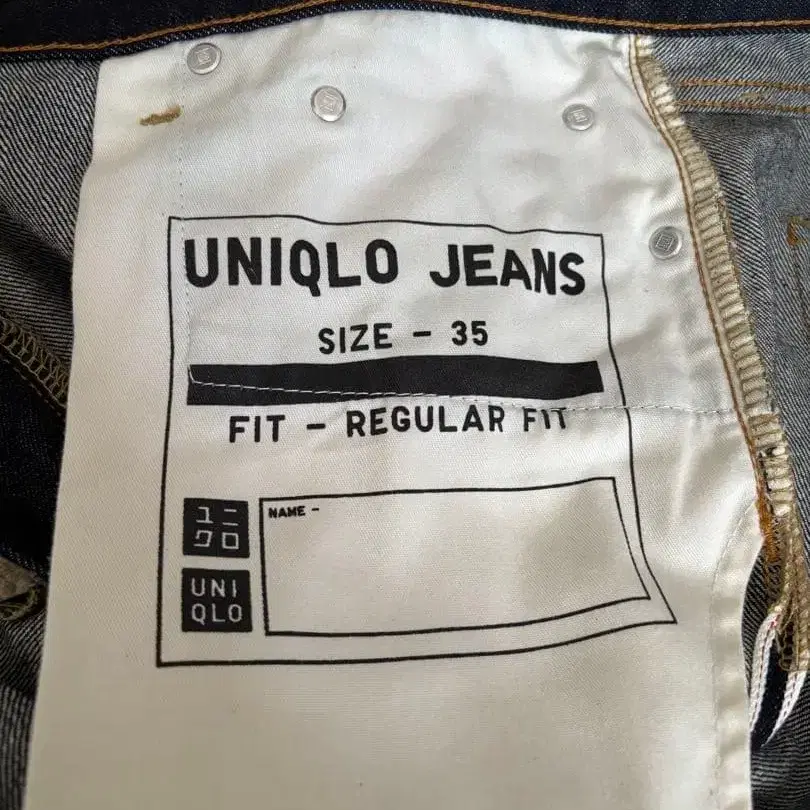 UNIQLO JEANS
SIZE - 35
FIT - REGULAR FIT
ユニ
クロ
NAME -
UNI
QLO